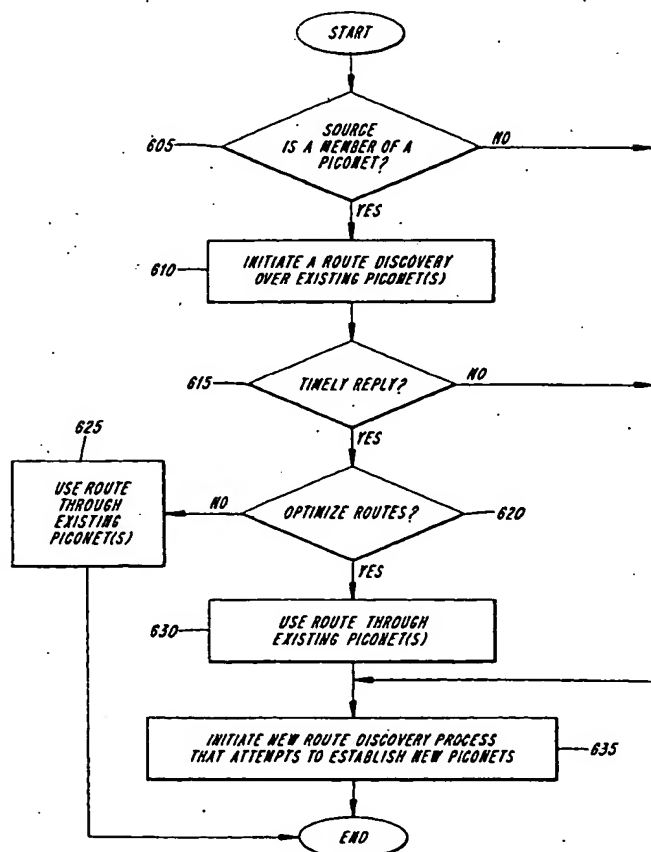 START
SOURCE
IS A MEMBER OF A
PICONET?
605
NO
YES
610
INITIATE A ROUTE DISCOVERY
OVER EXISTING PICONET(S)
615
TIMELY REPLY?
NO
YES
625
USE ROUTE
THROUGH
EXISTING
PICONET(S)
NO
OPTIMIZE ROUTES?
620
YES
630
USE ROUTE THROUGH
EXISTING PICONET(S)
INITIATE NEW ROUTE DISCOVERY PROCESS
THAT ATTEMPTS TO ESTABLISH NEW PICONETS
635
END